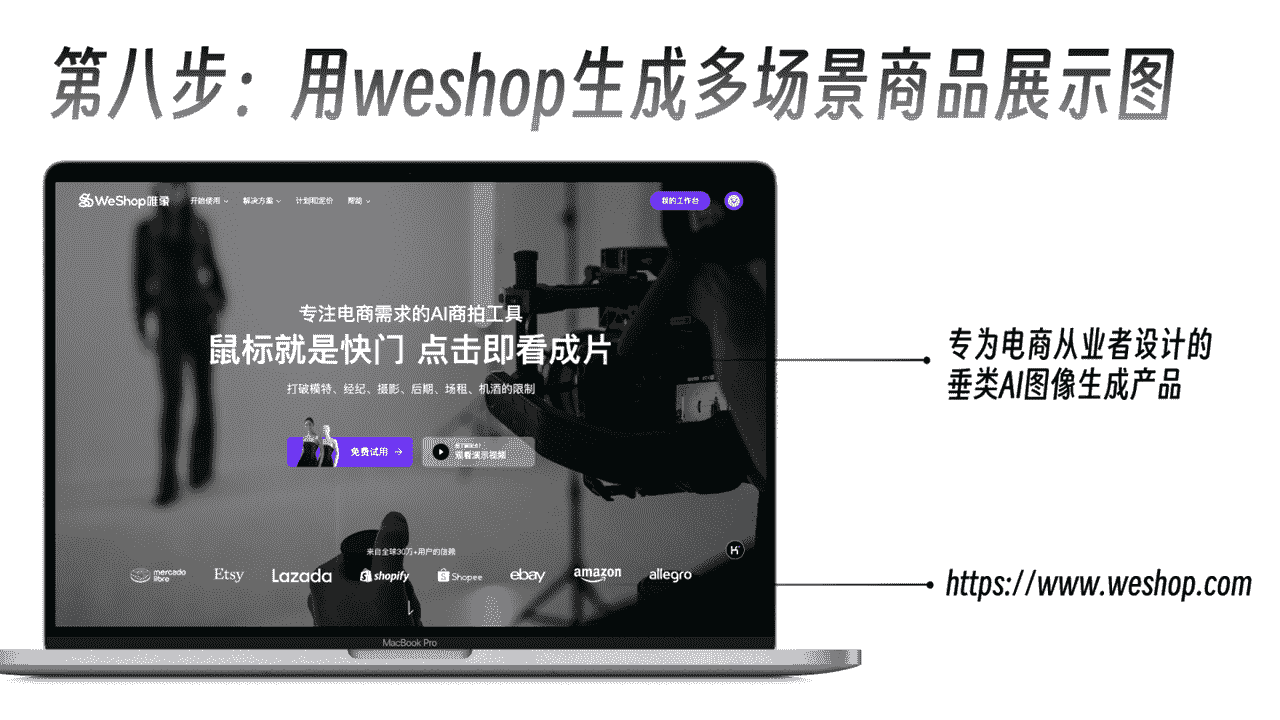 第八步：用weshop生成多场景商品展示图
WeShop唯象 开始使用 解决方案 计划和定价 帮助 我的工作台
专注电商需求的AI商拍工具
鼠标就是快门 点击即看成片
打破模特、经纪、摄影、后期、场租、机酒的限制
免费试用
观看演示视频
专为电商从业者设计的
垂类AI图像生成产品
来自全球30万+用户的信赖
mercado libre Etsy Lazada shopify Shopee ebay amazon allegro
https://www.weshop.com
MacBook Pro